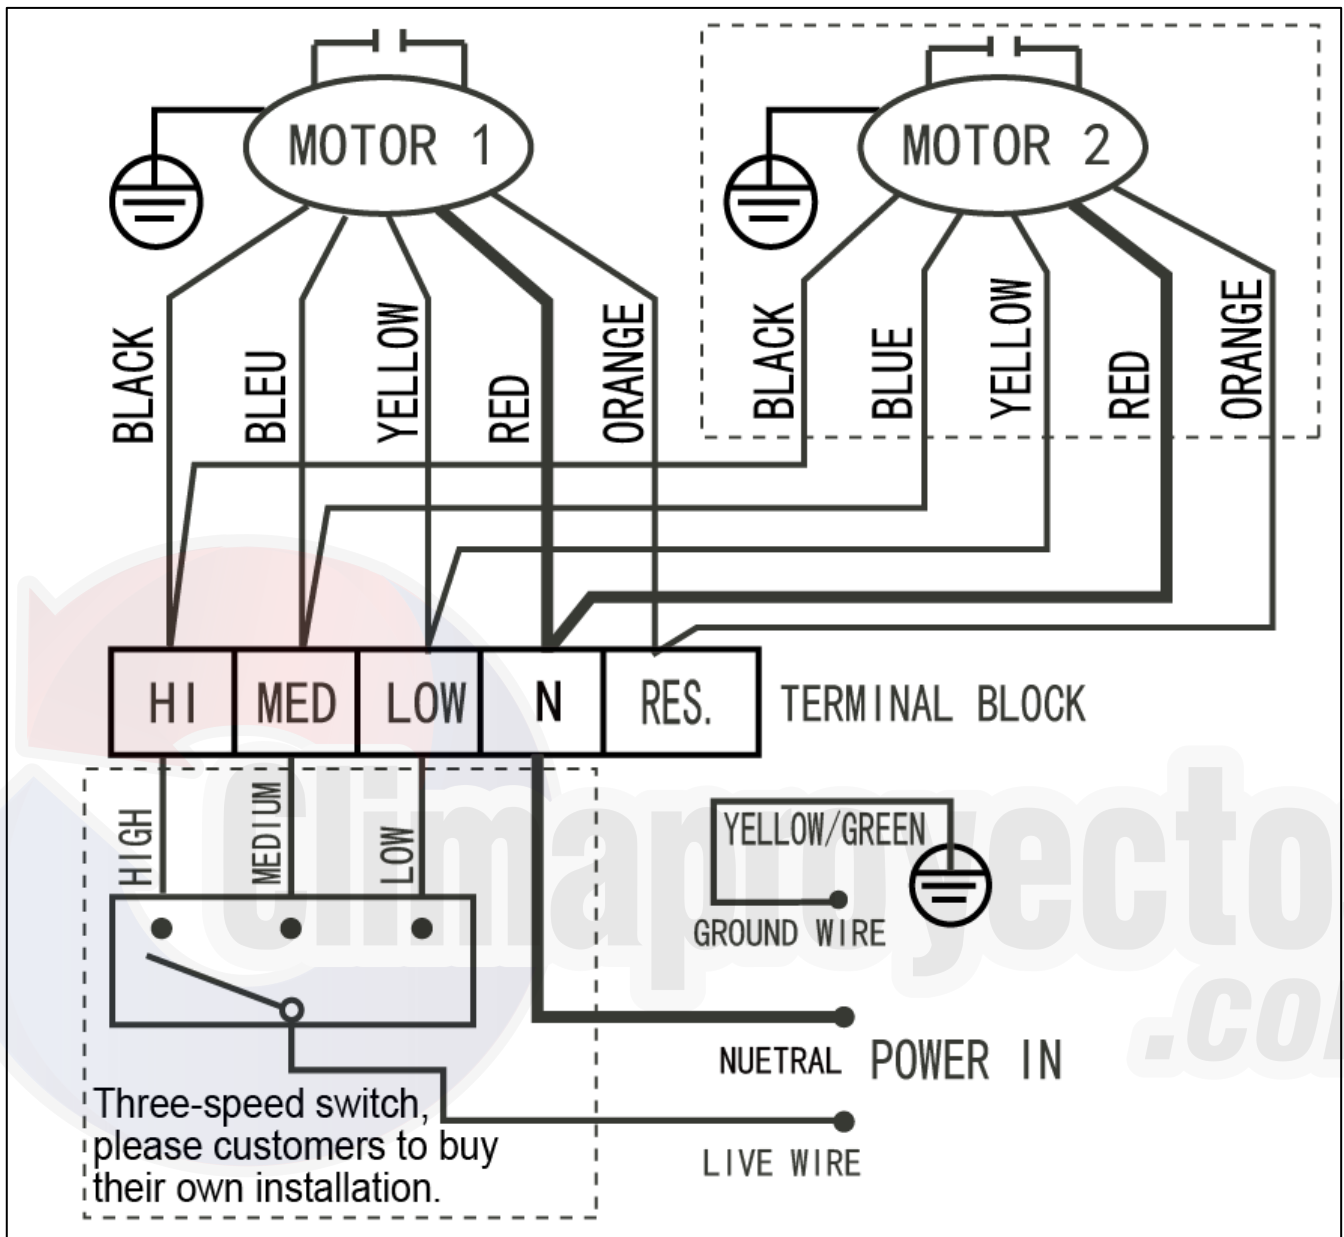 MOTOR 1
MOTOR 2
BLACK
BLEU
YELLOW
RED
ORANGE
BLACK
BLUE
YELLOW
RED
ORANGE
HI
MED
LOW
N
RES.
TERMINAL BLOCK
HIGH
MEDIUM
LOW
YELLOW/GREEN
GROUND WIRE
NUETRAL
POWER IN
LIVE WIRE
Three-speed switch,
please customers to buy
their own installation.
Climaproyecto
.co